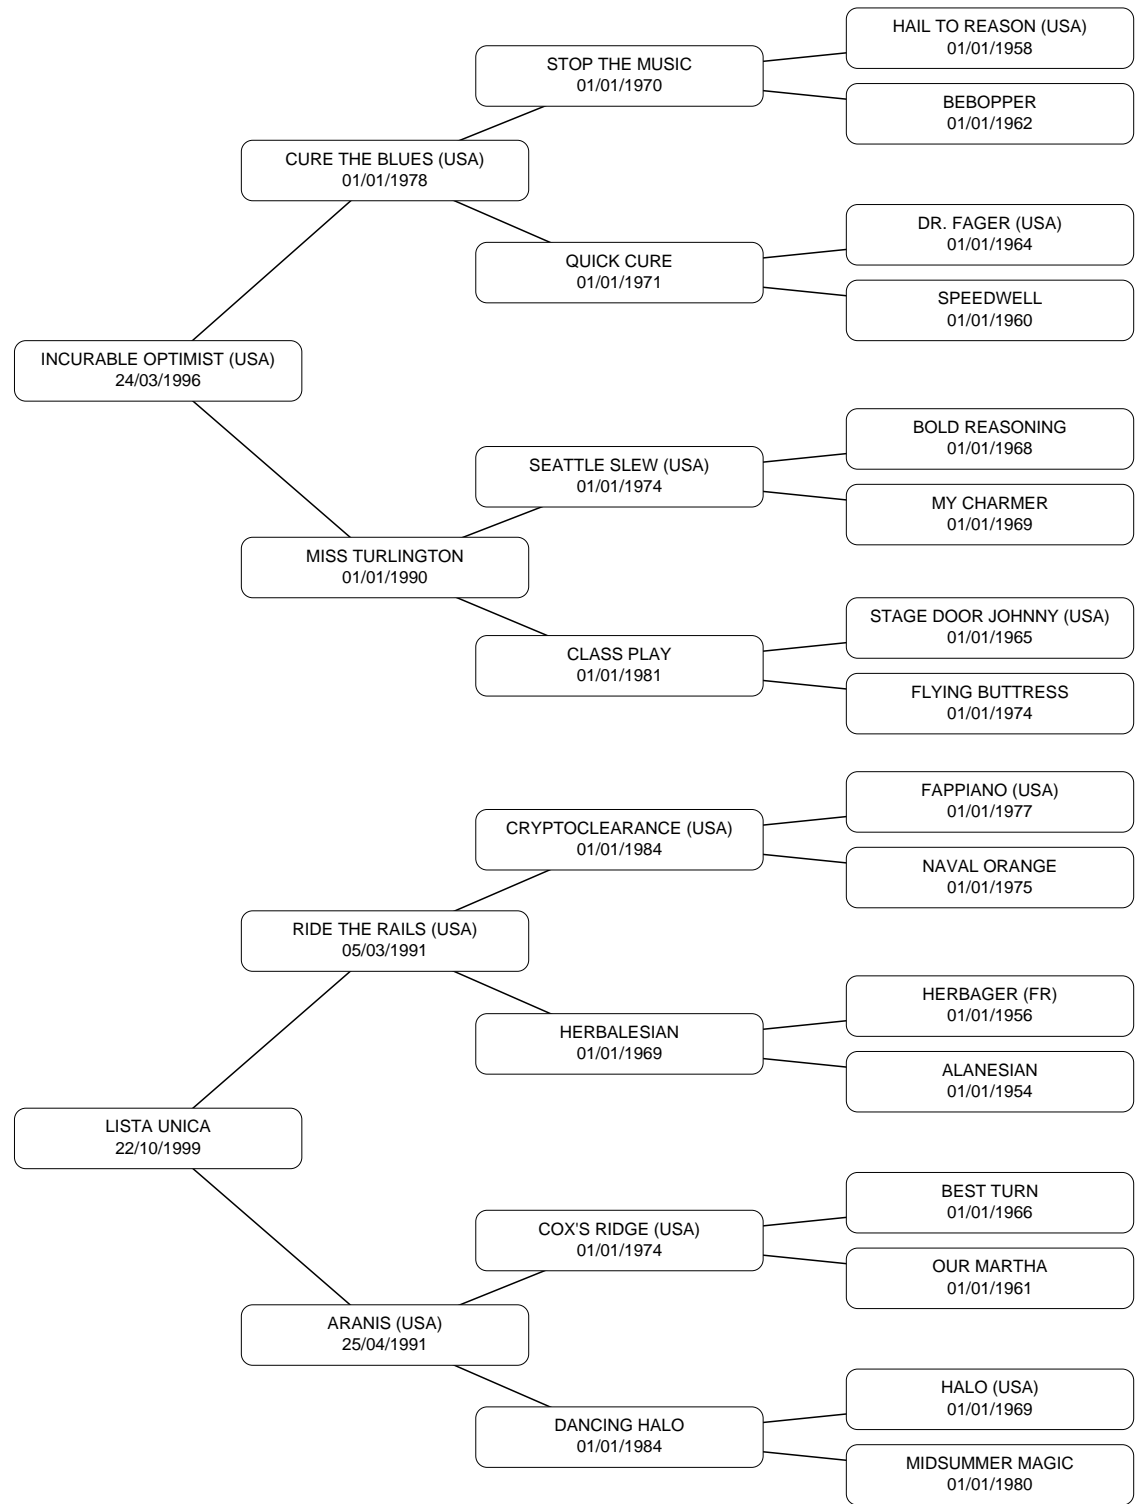 HAIL TO REASON (USA)
01/01/1958
STOP THE MUSIC
01/01/1970
BEBOPPER
01/01/1962
CURE THE BLUES (USA)
01/01/1978
DR. FAGER (USA)
01/01/1964
QUICK CURE
01/01/1971
SPEEDWELL
01/01/1960
INCURABLE OPTIMIST (USA)
24/03/1996
BOLD REASONING
01/01/1968
SEATTLE SLEW (USA)
01/01/1974
MY CHARMER
01/01/1969
MISS TURLINGTON
01/01/1990
STAGE DOOR JOHNNY (USA)
01/01/1965
CLASS PLAY
01/01/1981
FLYING BUTTRESS
01/01/1974
FAPPIANO (USA)
01/01/1977
CRYPTOCLEARANCE (USA)
01/01/1984
NAVAL ORANGE
01/01/1975
RIDE THE RAILS (USA)
05/03/1991
HERBAGER (FR)
01/01/1956
HERBALESIAN
01/01/1969
ALANESIAN
01/01/1954
LISTA UNICA
22/10/1999
BEST TURN
01/01/1966
COX'S RIDGE (USA)
01/01/1974
OUR MARTHA
01/01/1961
ARANIS (USA)
25/04/1991
HALO (USA)
01/01/1969
DANCING HALO
01/01/1984
MIDSUMMER MAGIC
01/01/1980